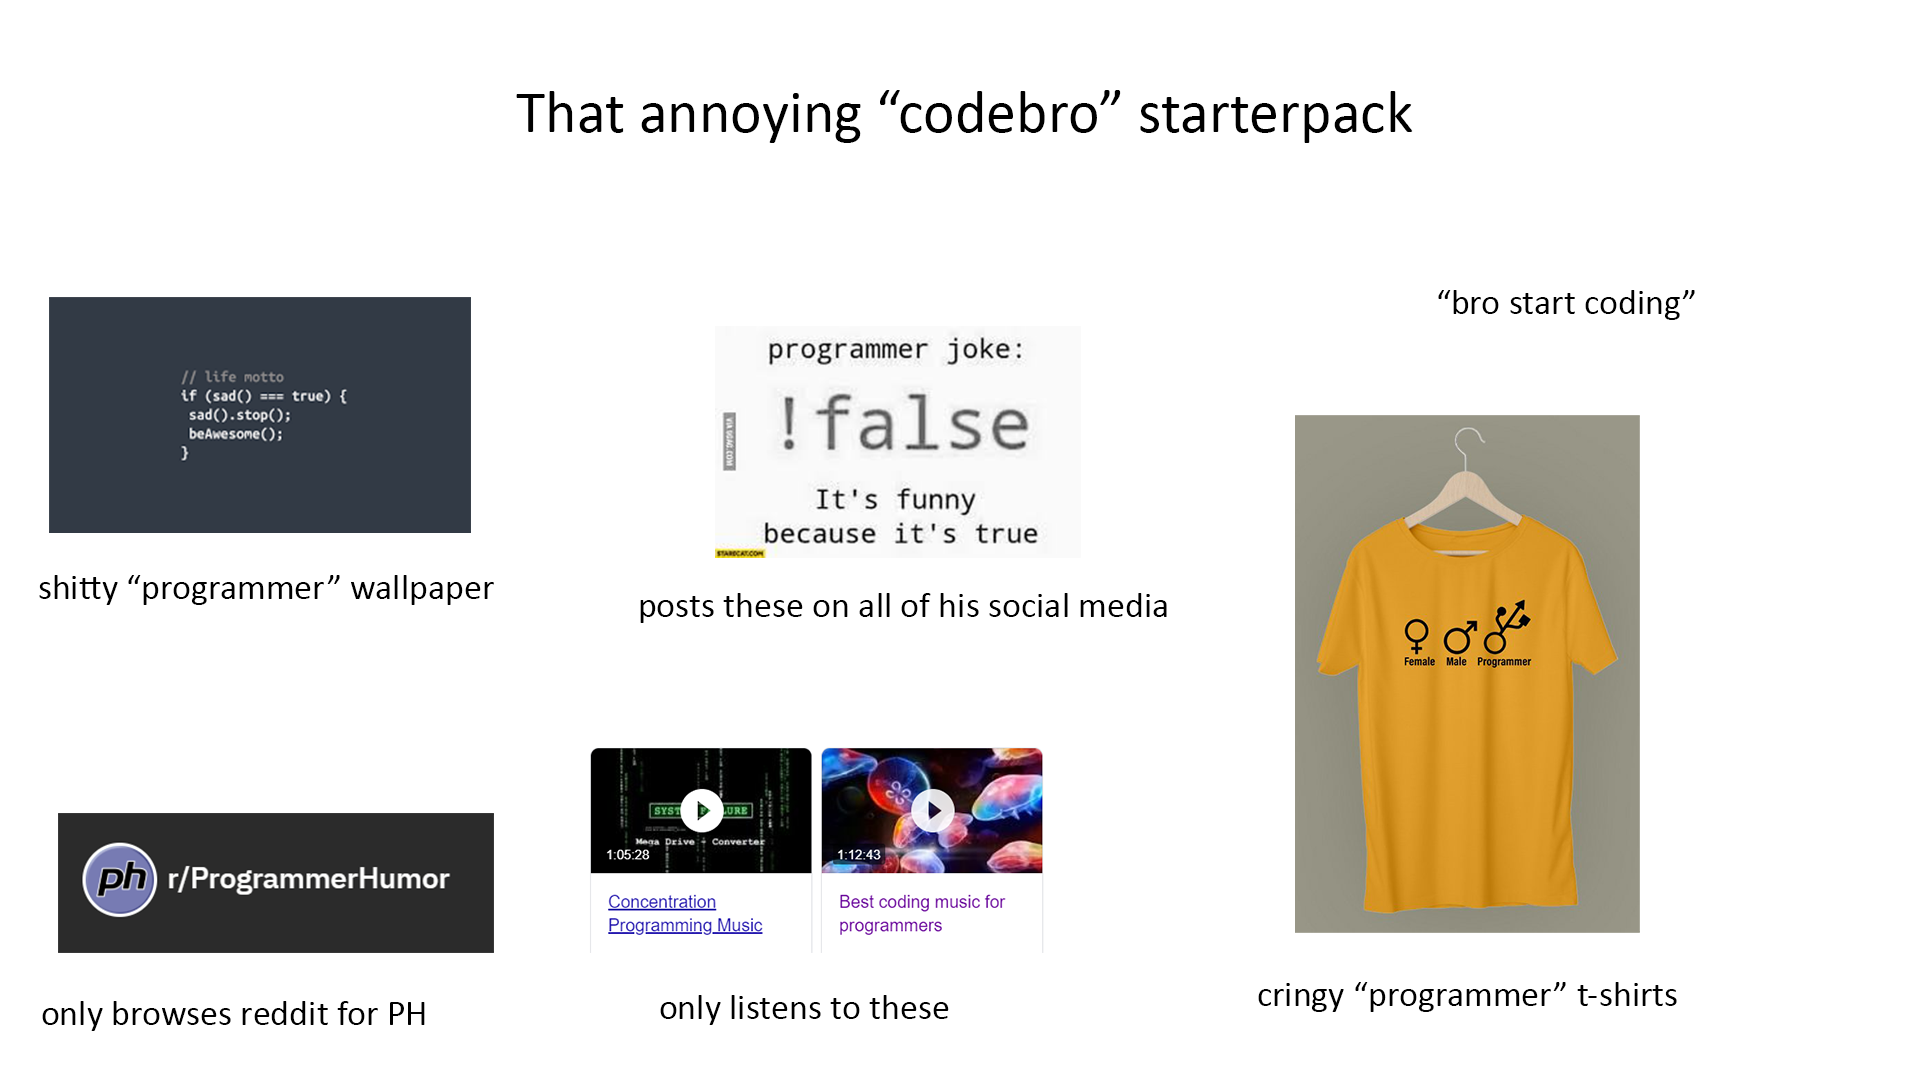 That annoying “codebro” starterpack
“bro start coding”
// life motto
if (sad() === true) {
sad().stop();
beAwesome();
}
shitty “programmer” wallpaper
programmer joke:
!false
It's funny
because it's true
VIA 9GAG.COM
STARECAT.COM
posts these on all of his social media
Female Male Programmer
cringy “programmer” t-shirts
ph r/ProgrammerHumor
only browses reddit for PH
Mega Drive - Converter
1:05:28
Concentration
Programming Music
1:12:43
Best coding music for
programmers
only listens to these